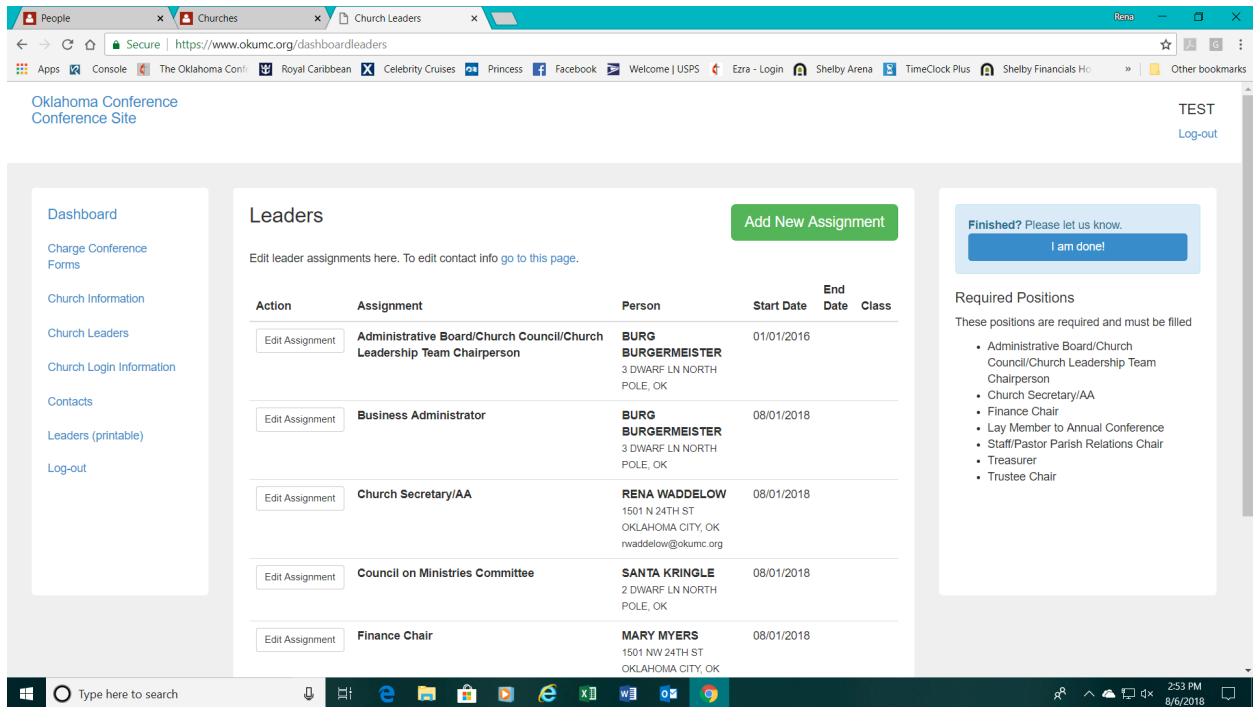 People
Churches
Church Leaders
Rena
Secure | https://www.okumc.org/dashboardleaders
Apps Console The Oklahoma Conf Royal Caribbean Celebrity Cruises Princess Facebook Welcome | USPS Ezra - Login Shelby Arena TimeClock Plus Shelby Financials Ho » Other bookmarks
Oklahoma Conference
Conference Site
TEST
Log-out
Dashboard
Charge Conference
Forms
Church Information
Church Leaders
Church Login Information
Contacts
Leaders (printable)
Log-out
Leaders
Add New Assignment
Edit leader assignments here. To edit contact info go to this page.
Action Assignment Person Start Date End Date Class
Edit Assignment
Administrative Board/Church Council/Church
Leadership Team Chairperson
BURG
BURGERMEISTER
3 DWARF LN NORTH
POLE, OK
01/01/2016
Edit Assignment
Business Administrator
BURG
BURGERMEISTER
3 DWARF LN NORTH
POLE, OK
08/01/2018
Edit Assignment
Church Secretary/AA
RENA WADDELOW
1501 N 24TH ST
OKLAHOMA CITY, OK
rwaddelow@okumc.org
08/01/2018
Edit Assignment
Council on Ministries Committee
SANTA KRINGLE
2 DWARF LN NORTH
POLE, OK
08/01/2018
Edit Assignment
Finance Chair
MARY MYERS
1501 NW 24TH ST
OKLAHOMA CITY, OK
08/01/2018
Finished? Please let us know.
I am done!
Required Positions
These positions are required and must be filled
• Administrative Board/Church
Council/Church Leadership Team
Chairperson
• Church Secretary/AA
• Finance Chair
• Lay Member to Annual Conference
• Staff/Pastor Parish Relations Chair
• Treasurer
• Trustee Chair
Type here to search
2:53 PM
8/6/2018